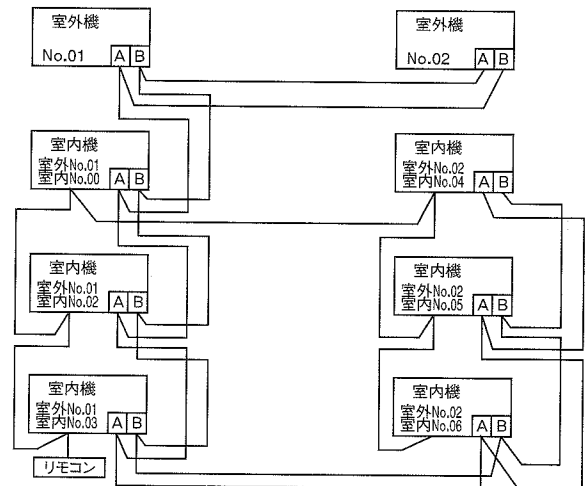 室外機
No.01 A B
室外機
No.02 A B
室内機
室外No.01
室内No.00 A B
室内機
室外No.02
室内No.04 A B
室内機
室外No.01
室内No.02 A B
室内機
室外No.02
室内No.05 A B
室内機
室外No.01
室内No.03 A B
室内機
室外No.02
室内No.06 A B
リモコン